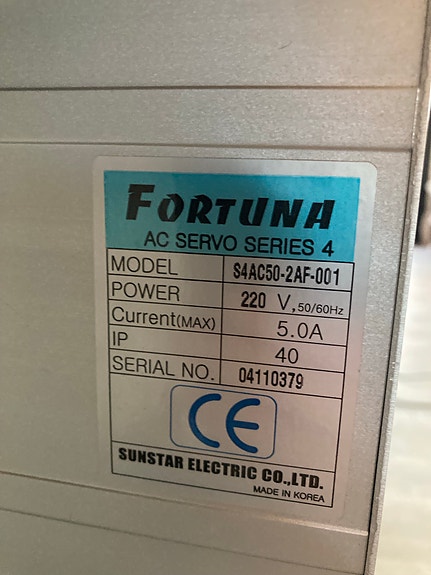 FORTUNA
AC SERVO SERIES 4
MODEL S4AC50-2AF-001
POWER 220 V,50/60Hz
Current(MAX) 5.0A
IP 40
SERIAL NO. 04110379
CE
SUNSTAR ELECTRIC CO.,LTD.
MADE IN KOREA